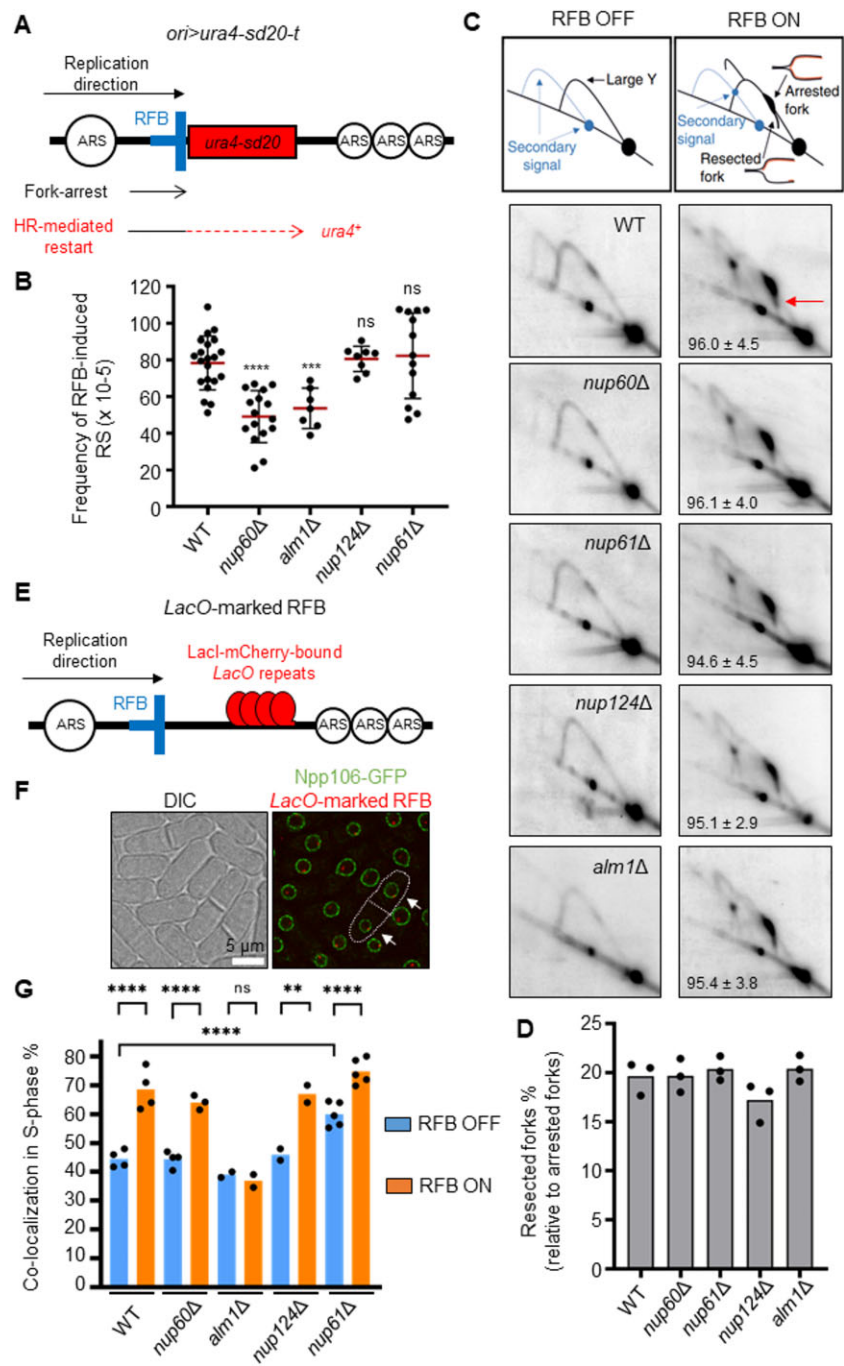 A
ori>ura4-sd20-t
Replication
direction
RFB
ARS
ura4-sd20
ARS ARS ARS
Fork-arrest
HR-mediated
restart
ura4+
B
Frequency of RFB-induced
RS (x 10-5)
120
100
80
60
40
20
0
****
***
ns
ns
WT
nup60Δ
alm1Δ
nup124Δ
nup61Δ
E
LacO-marked RFB
Replication
direction
LacI-mCherry-bound
LacO repeats
RFB
ARS
ARS ARS ARS
F
DIC
Npp106-GFP
LacO-marked RFB
5 µm
G
**** **** ns ** ****
****
Co-localization in S-phase %
80
70
60
50
40
30
20
10
0
RFB OFF
RFB ON
WT
nup60Δ
alm1Δ
nup124Δ
nup61Δ
C
RFB OFF
RFB ON
Large Y
Secondary
signal
Secondary
signal
Arrested
fork
Resected
fork
WT
96.0 ± 4.5
nup60Δ
96.1 ± 4.0
nup61Δ
94.6 ± 4.5
nup124Δ
95.1 ± 2.9
alm1Δ
95.4 ± 3.8
D
Resected forks %
(relative to arrested forks)
25
20
15
10
5
0
WT
nup60Δ
nup61Δ
nup124Δ
alm1Δ